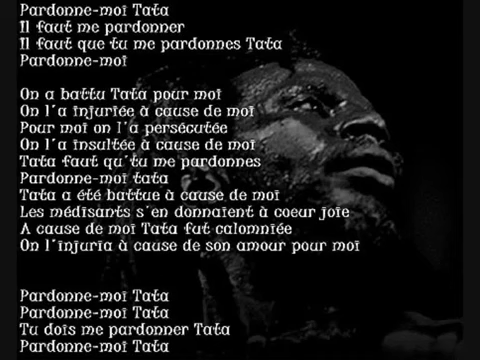 Pardonne-moi Tata
Il faut me pardonner
Il faut que tu me pardonnes Tata
Pardonne-moi
On a battu Tata pour moi
On l'a injuriée à cause de moi
Pour moi on l'a persécutée
On l'a insultée à cause de moi
Tata faut qu'tu me pardonnes
Pardonne-moi tata
Tata a été battue à cause de moi
Les médisants s'en donnaient à coeur joie
A cause de moi Tata fut calomniée
On l'injuria à cause de son amour pour moi
Pardonne-moi Tata
Pardonne-moi Tata
Tu dois me pardonner Tata
Pardonne-moi Tata